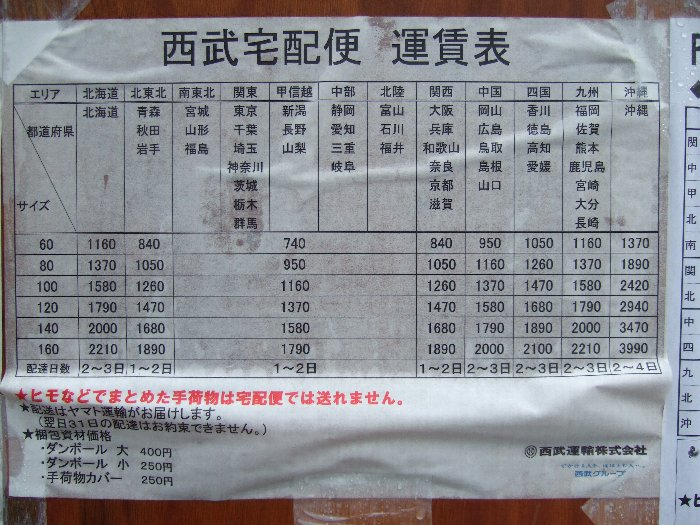 西武宅配便 運賃表
エリア 北海道 北東北 南東北 関東 甲信越 中部 北陸 関西 中国 四国 九州 沖縄
都道府県 北海道 青森 宮城 東京 新潟 静岡 富山 大阪 岡山 香川 福岡 沖縄
秋田 山形 千葉 長野 愛知 石川 兵庫 広島 徳島 佐賀
岩手 福島 埼玉 山梨 三重 福井 和歌山 鳥取 高知 熊本
神奈川 岐阜 奈良 島根 愛媛 鹿児島
サイズ 茨城 京都 山口 宮崎
栃木 滋賀 大分
群馬 長崎
60 1160 840 740 840 950 1050 1160 1370
80 1370 1050 950 1050 1160 1260 1370 1890
100 1580 1260 1160 1260 1370 1470 1580 2420
120 1790 1470 1370 1470 1580 1680 1790 2940
140 2000 1680 1580 1680 1790 1890 2000 3470
160 2210 1890 1790 1890 2000 2100 2210 3990
配達日数 2〜3日 1〜2日 1〜2日 1〜2日 2〜3日 2〜3日 2〜3日 2〜4日
★ヒモなどでまとめた手荷物は宅配便では送れません。
★配送はヤマト運輸がお届けします。
(翌日31日の配達はお約束できません。)
★梱包資材価格
・ダンボール 大 400円
・ダンボール 小 250円
・手荷物カバー 250円
西武運輸株式会社
西武グループ
中
甲
北
南
関
北
中
四
九
北
沖